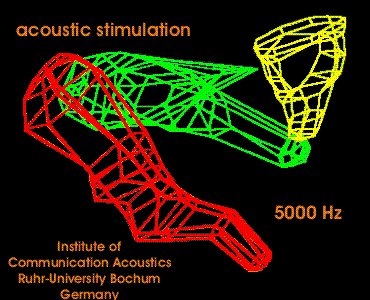 acoustic stimulation
5000 Hz
Institute of
Communication Acoustics
Ruhr-University Bochum
Germany